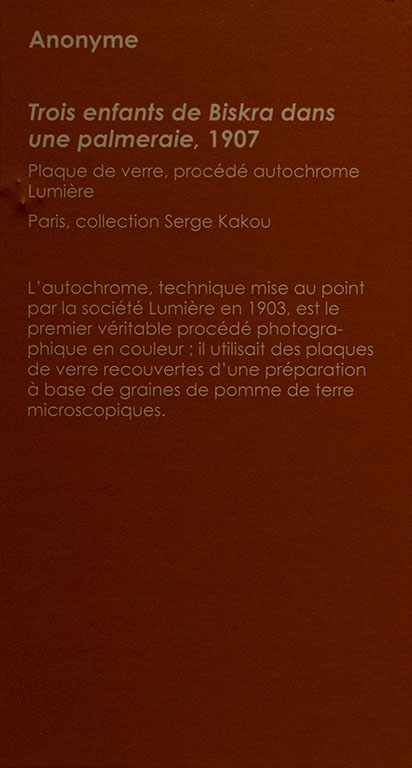 Anonyme
Trois enfants de Biskra dans
une palmeraie, 1907
Plaque de verre, procédé autochrome
Lumière
Paris, collection Serge Kakou
L'autochrome, technique mise au point
par la société Lumière en 1903, est le
premier véritable procédé photogra-
phique en couleur ; il utilisait des plaques
de verre recouvertes d'une préparation
à base de graines de pomme de terre
microscopiques.